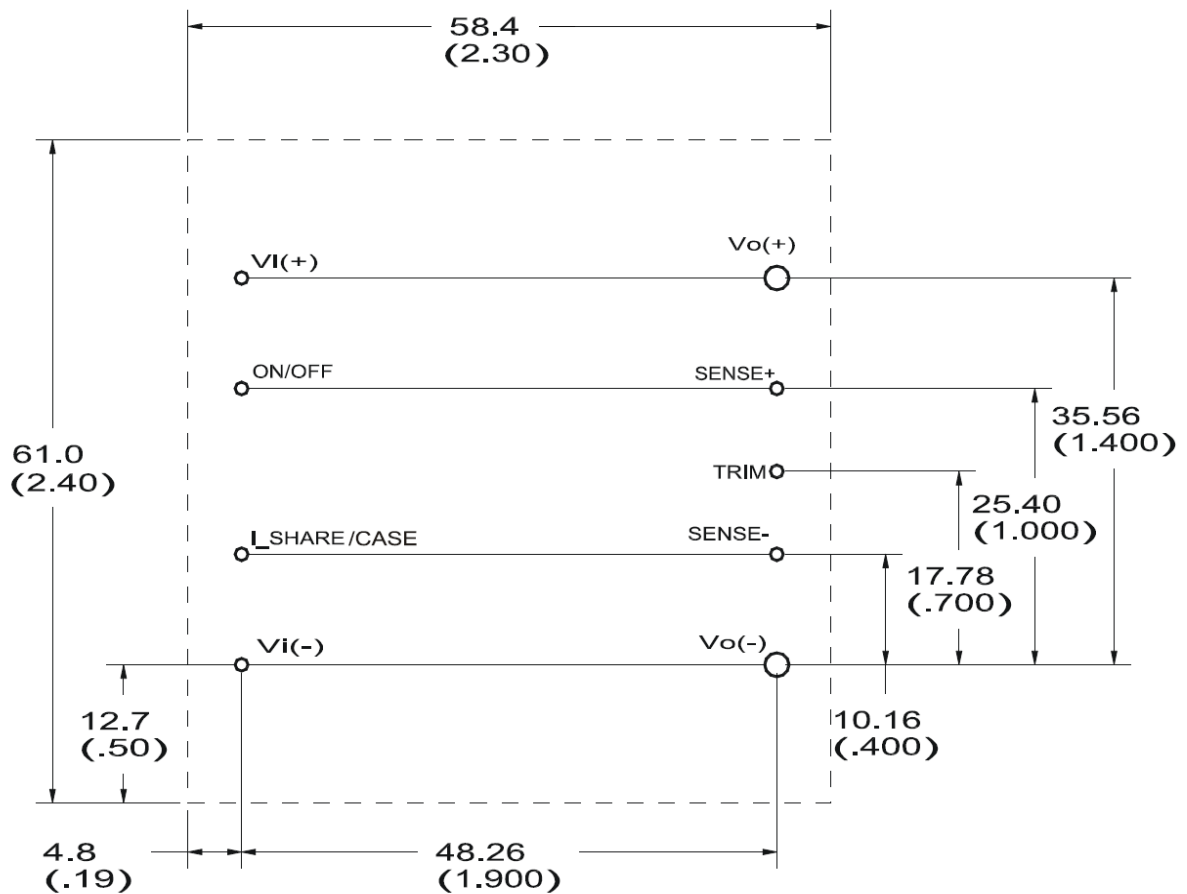 58.4
(2.30)
VI(+)
Vo(+)
ON/OFF
SENSE+
35.56
(1.400)
61.0
(2.40)
TRIM
25.40
(1.000)
I_SHARE/CASE
SENSE-
17.78
(.700)
Vi(-)
Vo(-)
12.7
(.50)
10.16
(.400)
4.8
(.19)
48.26
(1.900)